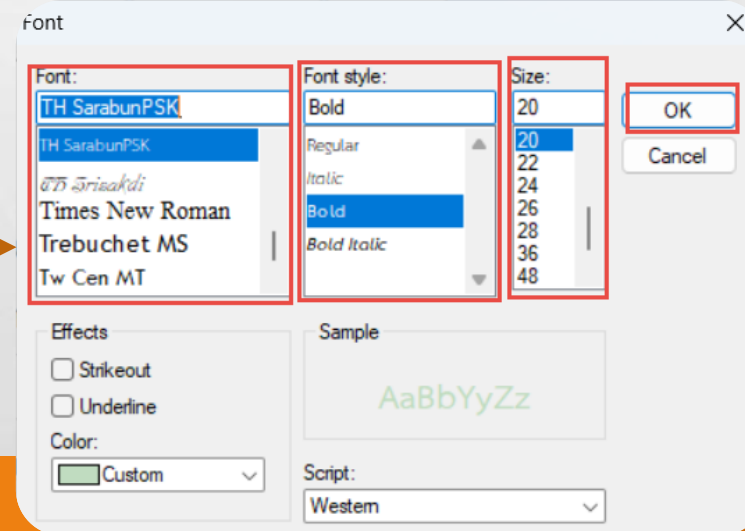 Font
Font:
TH SarabunPSK
TH SarabunPSK
TH Srisakdi
Times New Roman
Trebuchet MS
Tw Cen MT
Font style:
Bold
Regular
Italic
Bold
Bold Italic
Size:
20
20
22
24
26
28
36
48
OK
Cancel
Effects
Strikeout
Underline
Color:
Custom
Sample
AaBbYyZz
Script:
Western